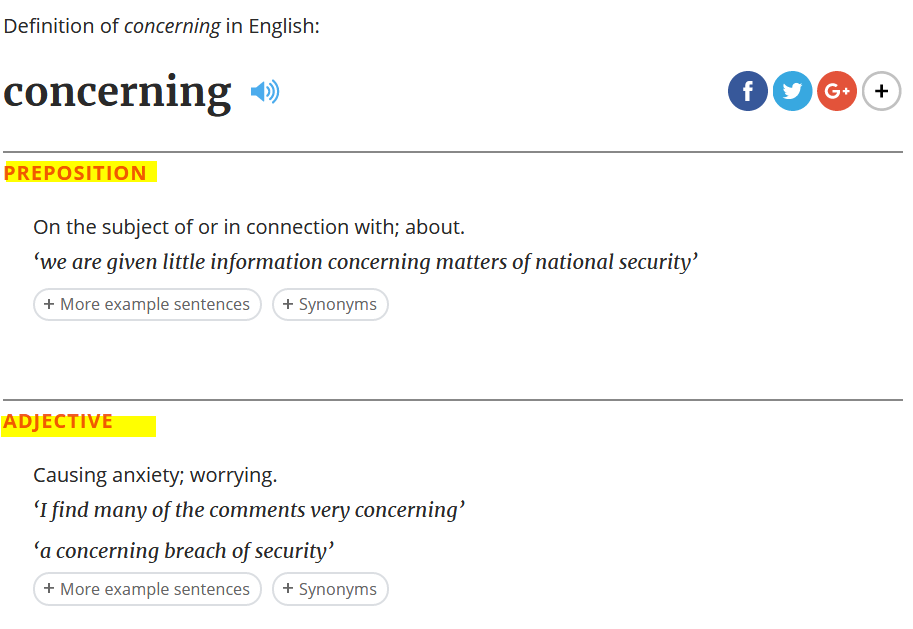 Definition of concerning in English:
concerning
f G+ +
PREPOSITION
On the subject of or in connection with; about.
‘we are given little information concerning matters of national security’
+ More example sentences + Synonyms
ADJECTIVE
Causing anxiety; worrying.
‘I find many of the comments very concerning’
‘a concerning breach of security’
+ More example sentences + Synonyms